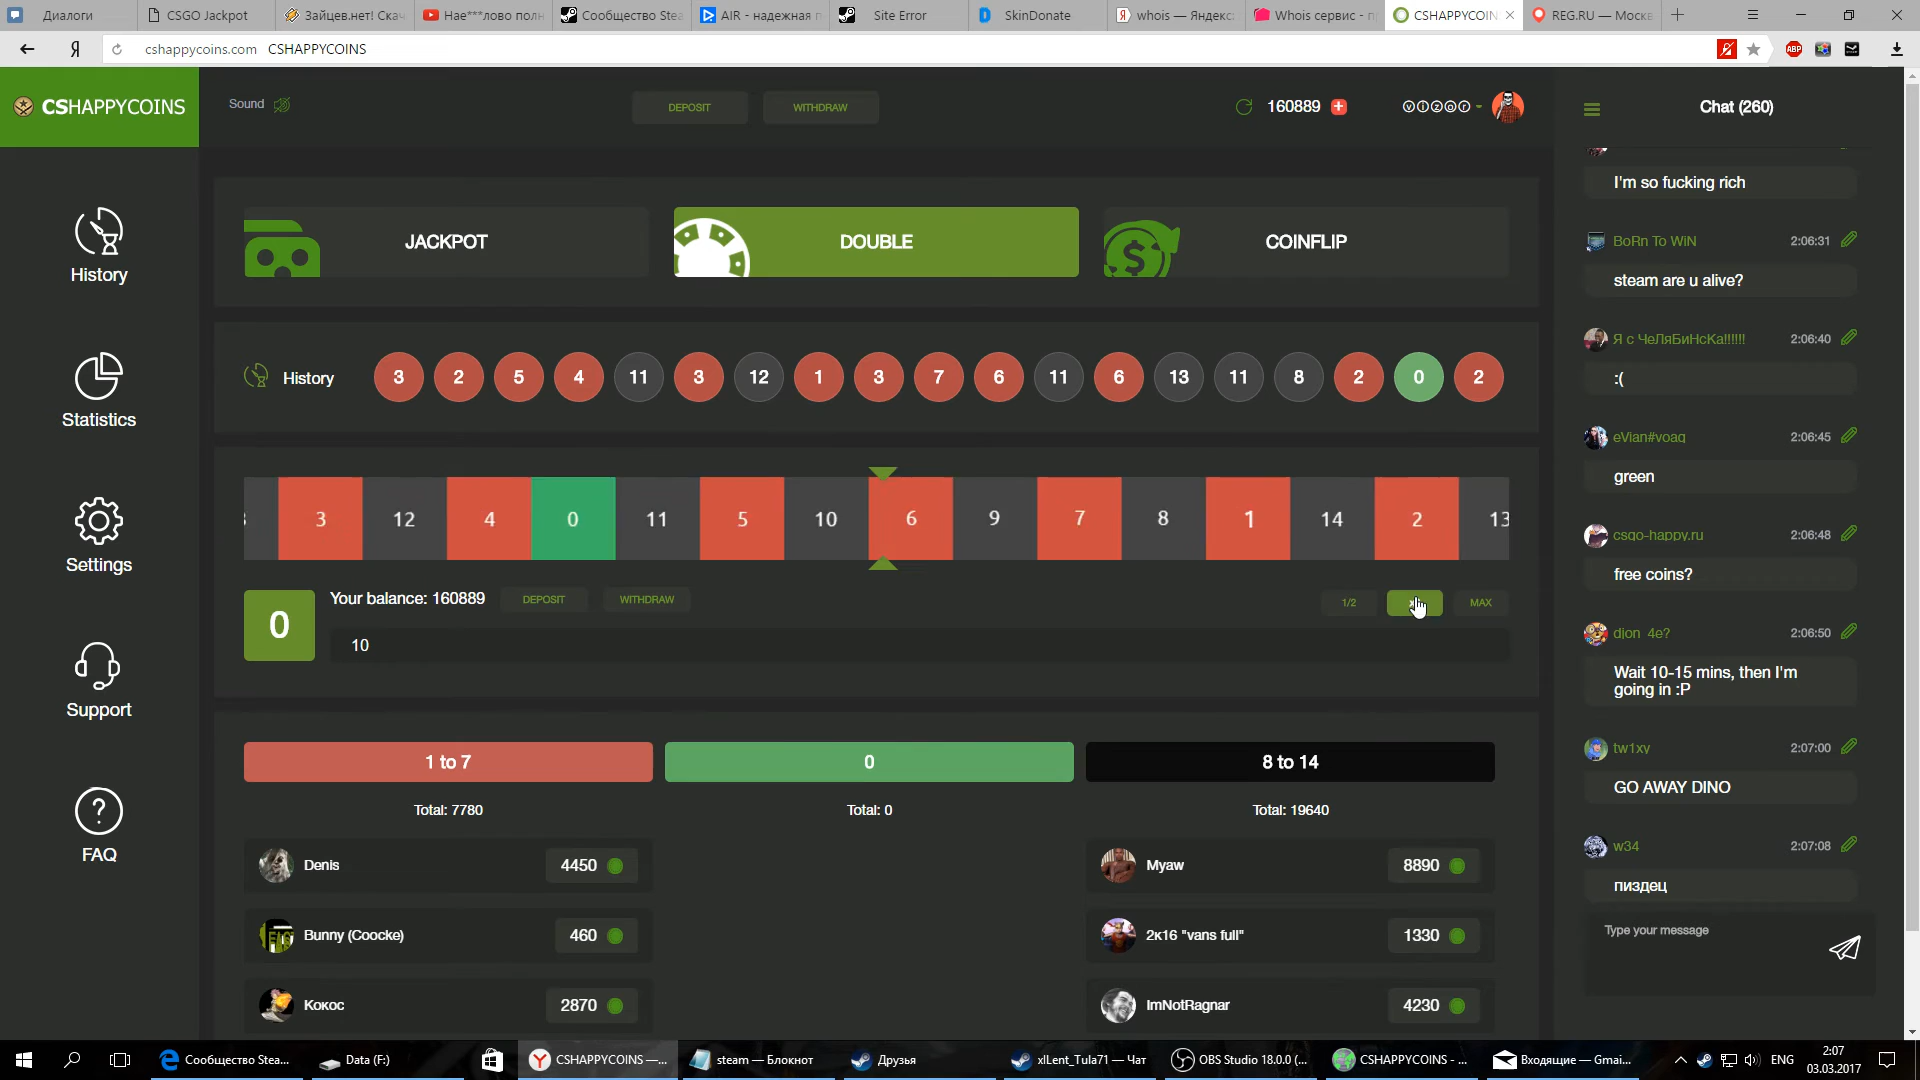 Диалоги
CSGO Jackpot
Зайцев.нет! Ска
Нае***лово полн
Сообщество Stea
AIR - надежная п
Site Error
SkinDonate
whois — Яндекс
Whois сервис - п
CSHAPPYCOIN
REG.RU — Москв
cshappycoins.com CSHAPPYCOINS
CSHAPPYCOINS
Sound
DEPOSIT
WITHDRAW
160889
ⓥⓘⓩⓞⓡ
Chat (260)
History
Statistics
Settings
Support
FAQ
JACKPOT
DOUBLE
COINFLIP
History
3 2 5 4 11 3 12 1 3 7 6 11 6 13 11 8 2 0 2
3 12 4 0 11 5 10 6 9 7 8 1 14 2 13
0
Your balance: 160889
DEPOSIT
WITHDRAW
1/2
MAX
10
1 to 7
0
8 to 14
Total: 7780
Total: 0
Total: 19640
Denis 4450
Myaw 8890
Bunny (Coocke) 460
2к16 "vans full" 1330
Кокос 2870
ImNotRagnar 4230
I'm so fucking rich
BoRn To WiN 2:06:31
steam are u alive?
Я с ЧеЛяБиНсКа!!!!!! 2:06:40
:(
eVian#voag 2:06:45
green
csgo-happy.ru 2:06:48
free coins?
djon 4e? 2:06:50
Wait 10-15 mins, then I'm
going in :P
tw1xy 2:07:00
GO AWAY DINO
w34 2:07:08
пиздец
Type your message
Сообщество Stea...
Data (F:)
CSHAPPYCOINS —...
steam — Блокнот
Друзья
xlLent_Tula71 — Чат
OBS Studio 18.0.0 (...
CSHAPPYCOINS - ...
Входящие — Gmai...
ENG
2:07
03.03.2017